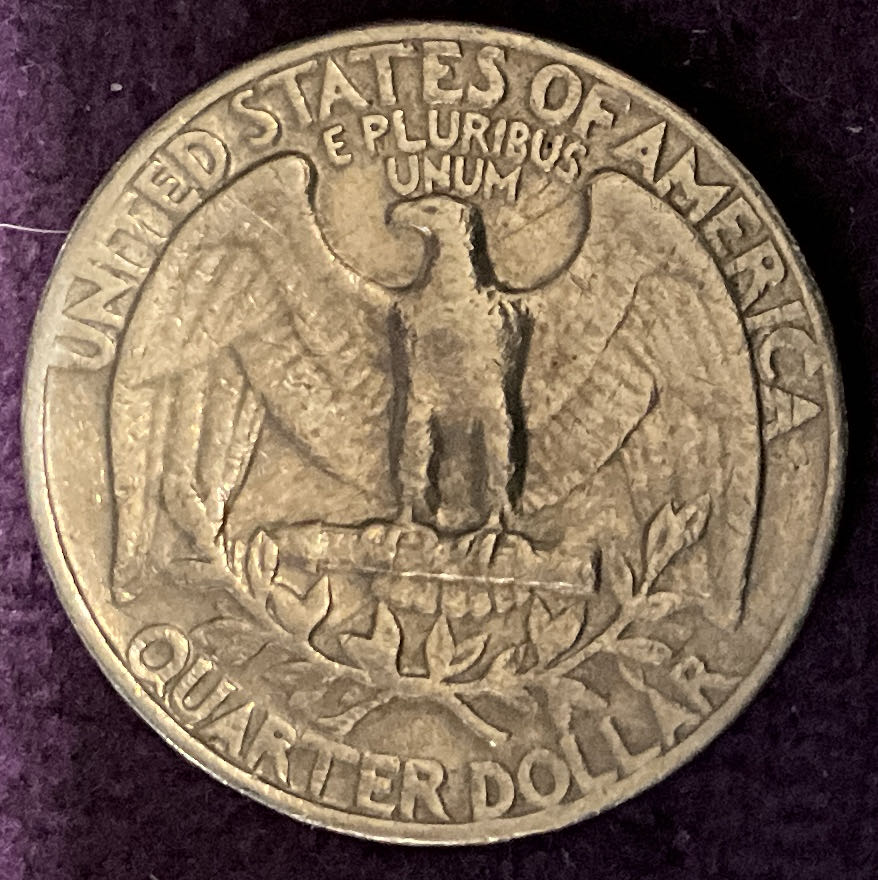 UNITED STATES OF AMERICA
E PLURIBUS
UNUM
QUARTER DOLLAR